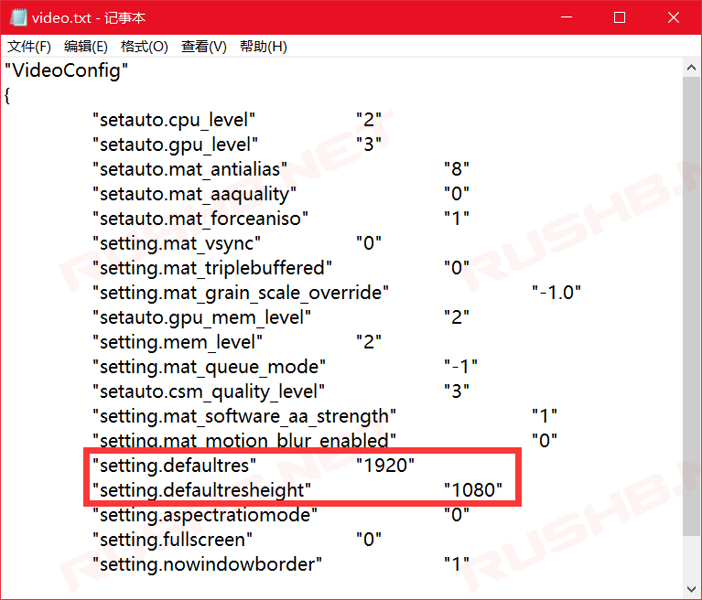 video.txt - 记事本
文件(F) 编辑(E) 格式(O) 查看(V) 帮助(H)
"VideoConfig"
{
"setauto.cpu_level" "2"
"setauto.gpu_level" "3"
"setauto.mat_antialias" "8"
"setauto.mat_aaquality" "0"
"setauto.mat_forceaniso" "1"
"setting.mat_vsync" "0"
"setting.mat_triplebuffered" "0"
"setting.mat_grain_scale_override" "-1.0"
"setauto.gpu_mem_level" "2"
"setting.mem_level" "2"
"setting.mat_queue_mode" "-1"
"setauto.csm_quality_level" "3"
"setting.mat_software_aa_strength" "1"
"setting.mat_motion_blur_enabled" "0"
"setting.defaultres" "1920"
"setting.defaultresheight" "1080"
"setting.aspectratiomode" "0"
"setting.fullscreen" "0"
"setting.nowindowborder" "1"
RUSHB.NET
RUSHB.N
RUSHB.NET
RUSHB.N